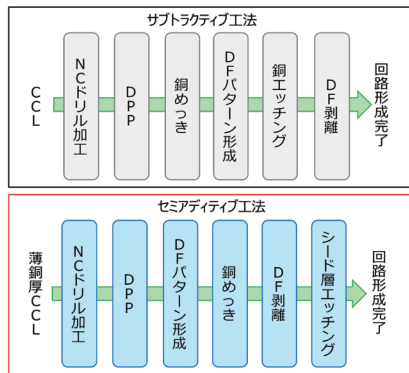 サブトラクティブ工法
CCL
NCドリル加工
DPP
銅めっき
DFパターン形成
銅エッチング
DF剥離
回路形成完了
セミアディティブ工法
薄銅厚CCL
NCドリル加工
DPP
DFパターン形成
銅めっき
DF剥離
シード層エッチング
回路形成完了